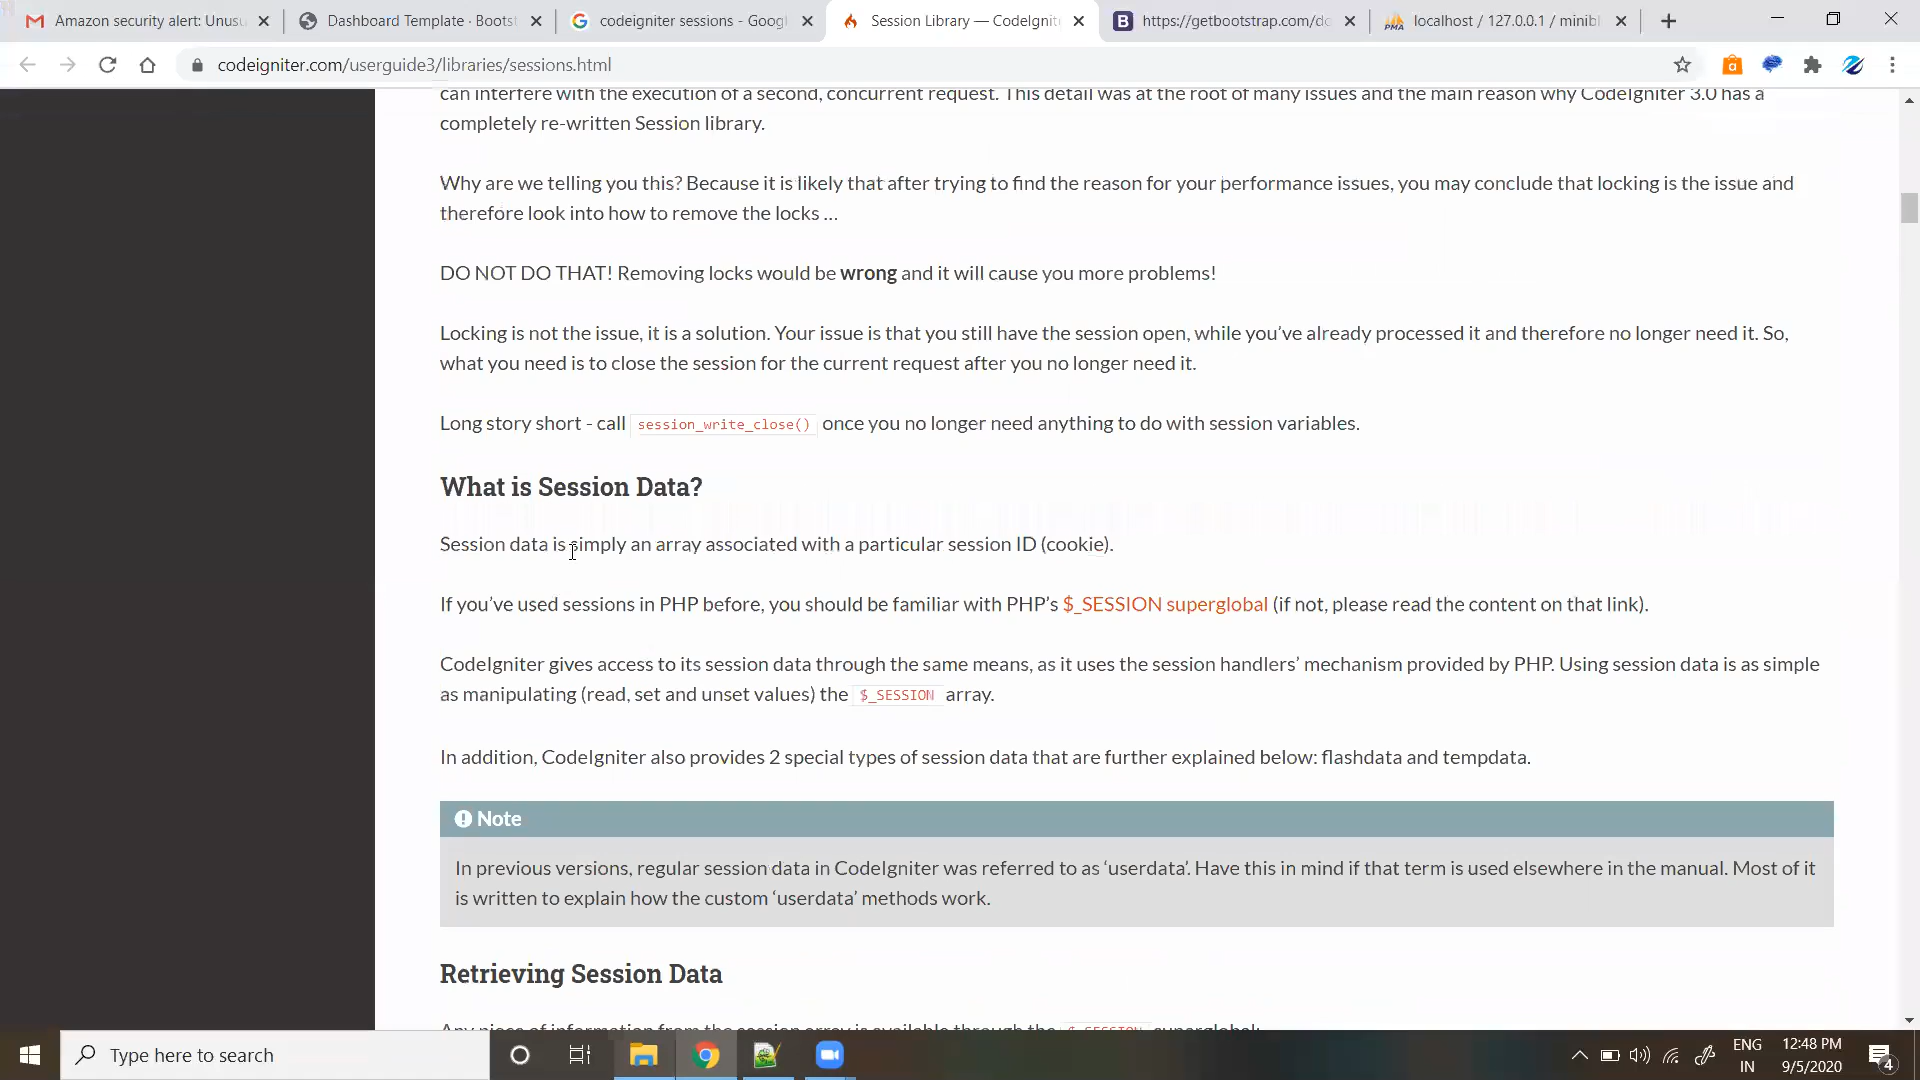 Amazon security alert: Unusu
Dashboard Template · Bootst
codeigniter sessions - Googl
Session Library — CodeIgnite
https://getbootstrap.com/do
localhost / 127.0.0.1 / minibl
codeigniter.com/userguide3/libraries/sessions.html
can interfere with the execution of a second, concurrent request. This detail was at the root of many issues and the main reason why CodeIgniter 3.0 has a
completely re-written Session library.
Why are we telling you this? Because it is likely that after trying to find the reason for your performance issues, you may conclude that locking is the issue and
therefore look into how to remove the locks …
DO NOT DO THAT! Removing locks would be wrong and it will cause you more problems!
Locking is not the issue, it is a solution. Your issue is that you still have the session open, while you’ve already processed it and therefore no longer need it. So,
what you need is to close the session for the current request after you no longer need it.
Long story short - call session_write_close() once you no longer need anything to do with session variables.
What is Session Data?
Session data is simply an array associated with a particular session ID (cookie).
If you’ve used sessions in PHP before, you should be familiar with PHP’s $_SESSION superglobal (if not, please read the content on that link).
CodeIgniter gives access to its session data through the same means, as it uses the session handlers’ mechanism provided by PHP. Using session data is as simple
as manipulating (read, set and unset values) the $_SESSION array.
In addition, CodeIgniter also provides 2 special types of session data that are further explained below: flashdata and tempdata.
Note
In previous versions, regular session data in CodeIgniter was referred to as ‘userdata’. Have this in mind if that term is used elsewhere in the manual. Most of it
is written to explain how the custom ‘userdata’ methods work.
Retrieving Session Data
Any piece of information from the session array is available through the $_SESSION superglobal:
Type here to search
ENG
IN
12:48 PM
9/5/2020
4